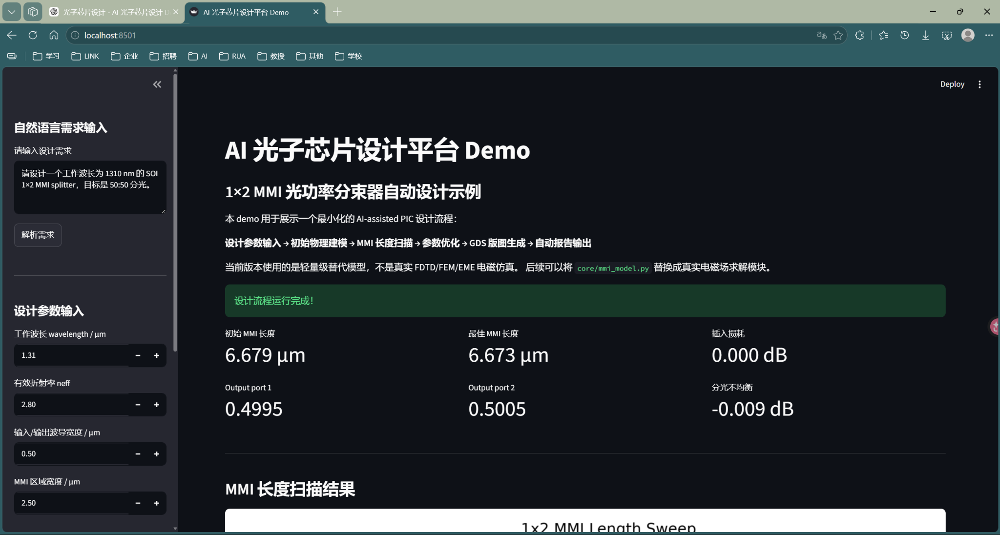 光子芯片设计 - AI 光子芯片设计 D
AI 光子芯片设计平台 Demo
localhost:8501
学习
LINK
企业
招聘
AI
RUA
教授
其他
学校
自然语言需求输入
请输入设计需求
请设计一个工作波长为 1310 nm 的 SOI
1×2 MMI splitter，目标是 50:50 分光。
解析需求
设计参数输入
工作波长 wavelength / μm
1.31
有效折射率 neff
2.80
输入/输出波导宽度 / μm
0.50
MMI 区域宽度 / μm
2.50
Deploy
AI 光子芯片设计平台 Demo
1×2 MMI 光功率分束器自动设计示例
本 demo 用于展示一个最小化的 AI-assisted PIC 设计流程：
设计参数输入 → 初始物理建模 → MMI 长度扫描 → 参数优化 → GDS 版图生成 → 自动报告输出
当前版本使用的是轻量级替代模型，不是真实 FDTD/FEM/EME 电磁仿真。 后续可以将 core/mmi_model.py 替换成真实电磁场求解模块。
设计流程运行完成！
初始 MMI 长度
6.679 μm
最佳 MMI 长度
6.673 μm
插入损耗
0.000 dB
Output port 1
0.4995
Output port 2
0.5005
分光不均衡
-0.009 dB
MMI 长度扫描结果
1x2 MMI Length Sweep